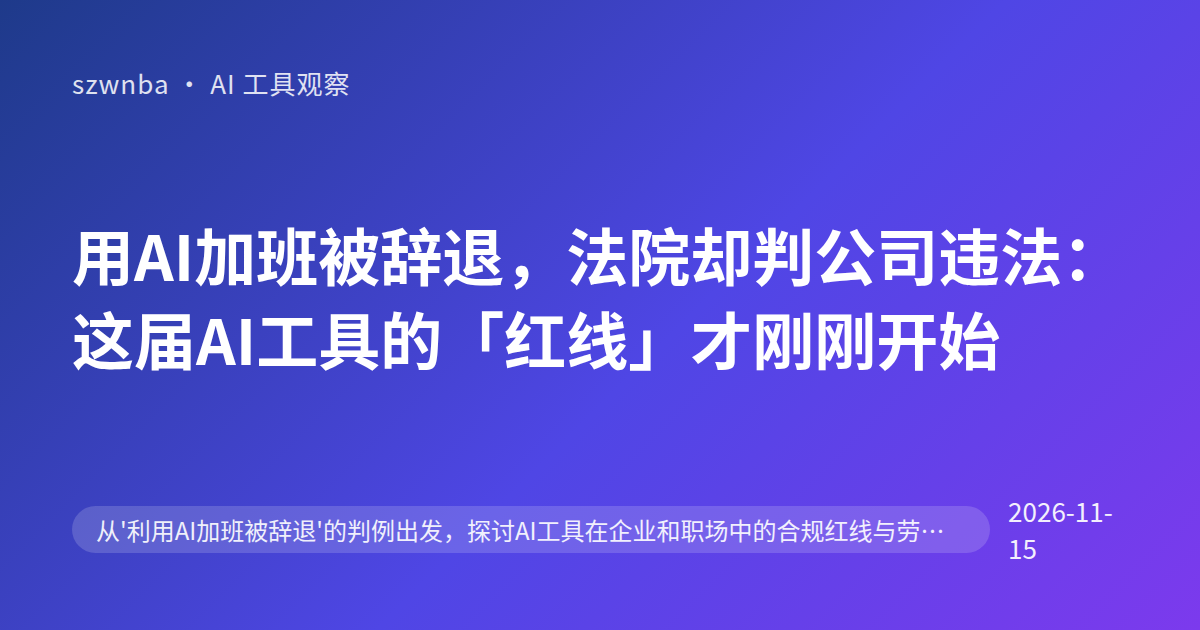 szwnba · AI 工具观察
用AI加班被辞退，法院却判公司违法：
这届AI工具的「红线」才刚刚开始
从'利用AI加班被辞退'的判例出发，探讨AI工具在企业和职场中的合规红线与劳…
2026-11-
15